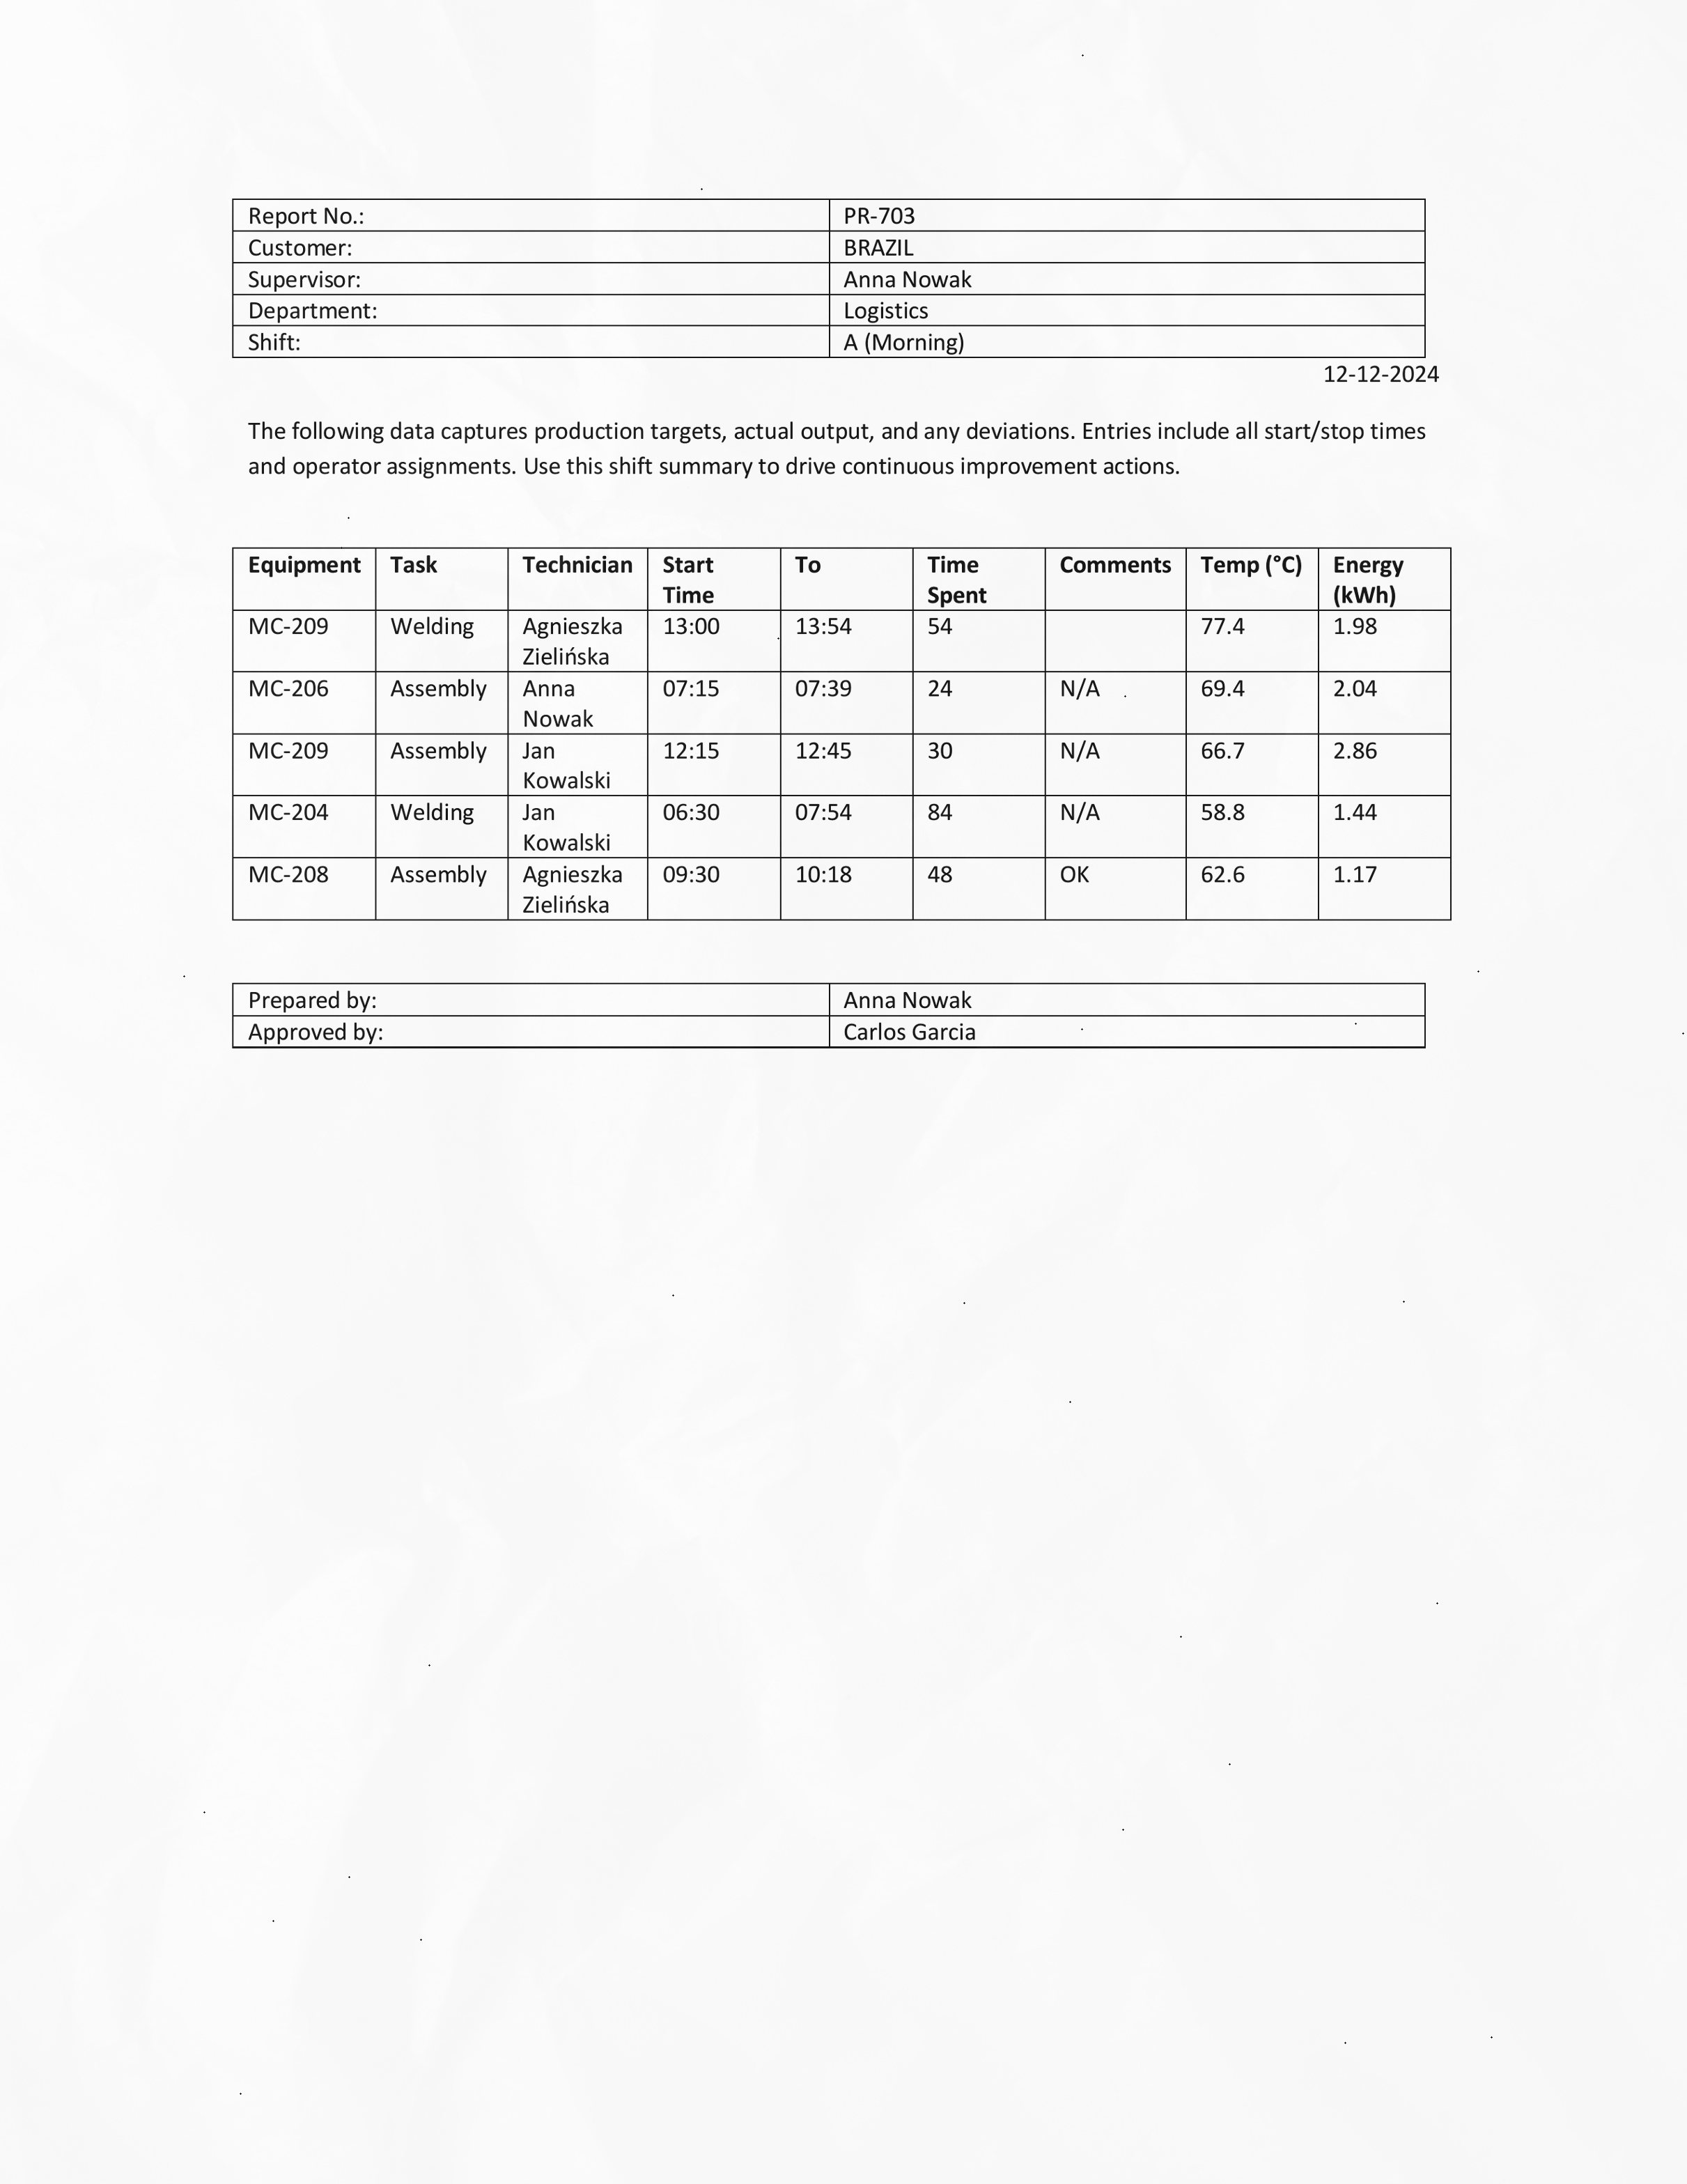 Report No.: PR-703
Customer: BRAZIL
Supervisor: Anna Nowak
Department: Logistics
Shift: A (Morning)
12-12-2024
The following data captures production targets, actual output, and any deviations. Entries include all start/stop times
and operator assignments. Use this shift summary to drive continuous improvement actions.
Equipment Task Technician Start Time To Time Spent Comments Temp (°C) Energy (kWh)
MC-209 Welding Agnieszka Zielińska 13:00 13:54 54 77.4 1.98
MC-206 Assembly Anna Nowak 07:15 07:39 24 N/A 69.4 2.04
MC-209 Assembly Jan Kowalski 12:15 12:45 30 N/A 66.7 2.86
MC-204 Welding Jan Kowalski 06:30 07:54 84 N/A 58.8 1.44
MC-208 Assembly Agnieszka Zielińska 09:30 10:18 48 OK 62.6 1.17
Prepared by: Anna Nowak
Approved by: Carlos Garcia